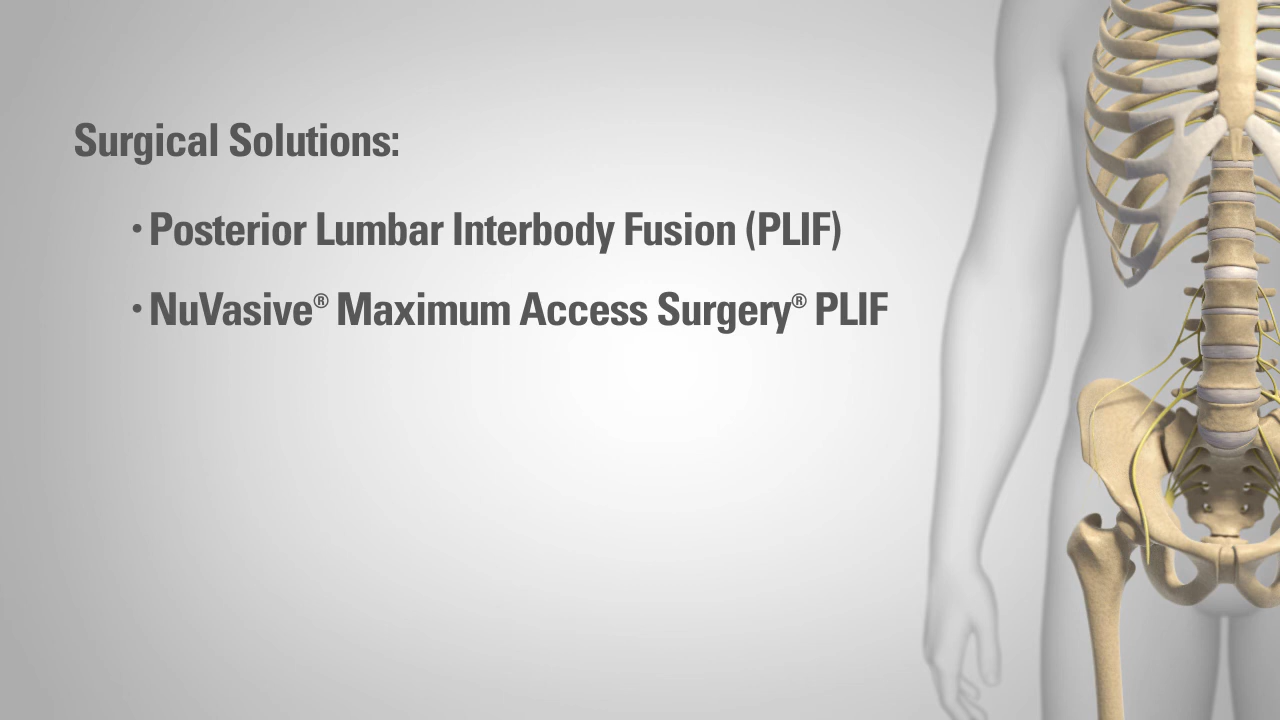 Surgical Solutions:
• Posterior Lumbar Interbody Fusion (PLIF)
• NuVasive® Maximum Access Surgery® PLIF